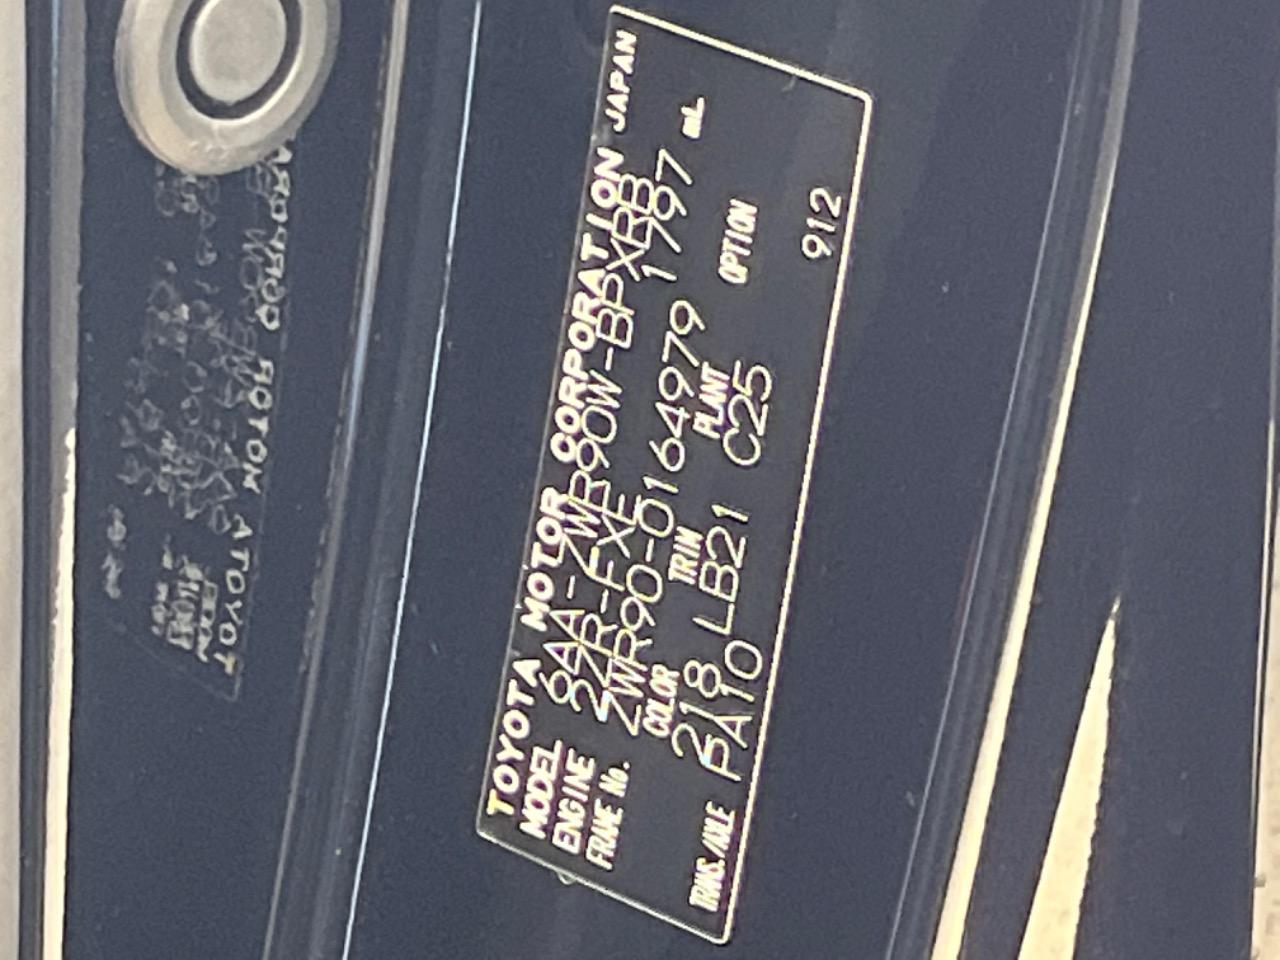 TOYOTA MOTOR CORPORATION JAPAN
MODEL 6AA-ZWR90W-BPXRB
ENGINE 2ZR-FXE 1797 mL
FRAME No. ZWR90-0164979
COLOR TRIM PLANT OPTION
218 LB21 C25
TRANS./AXLE PA10 912